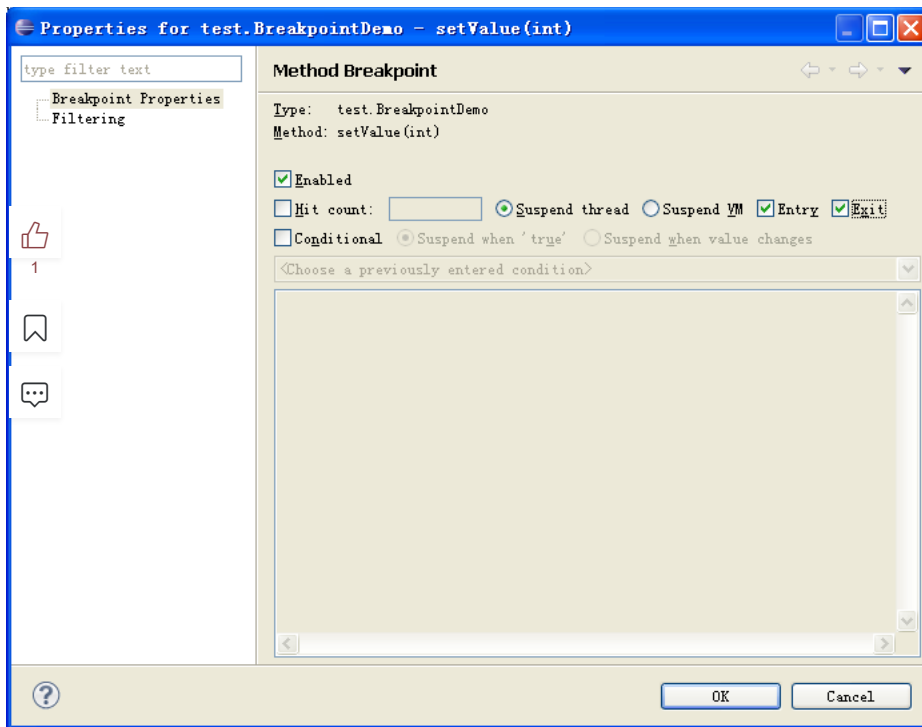 Properties for test.BreakpointDemo - setValue(int)
type filter text
Breakpoint Properties
Filtering
Method Breakpoint
Type: test.BreakpointDemo
Method: setValue(int)
Enabled
Hit count: Suspend thread Suspend VM Entry Exit
Conditional Suspend when 'true' Suspend when value changes
<Choose a previously entered condition>
1
OK Cancel